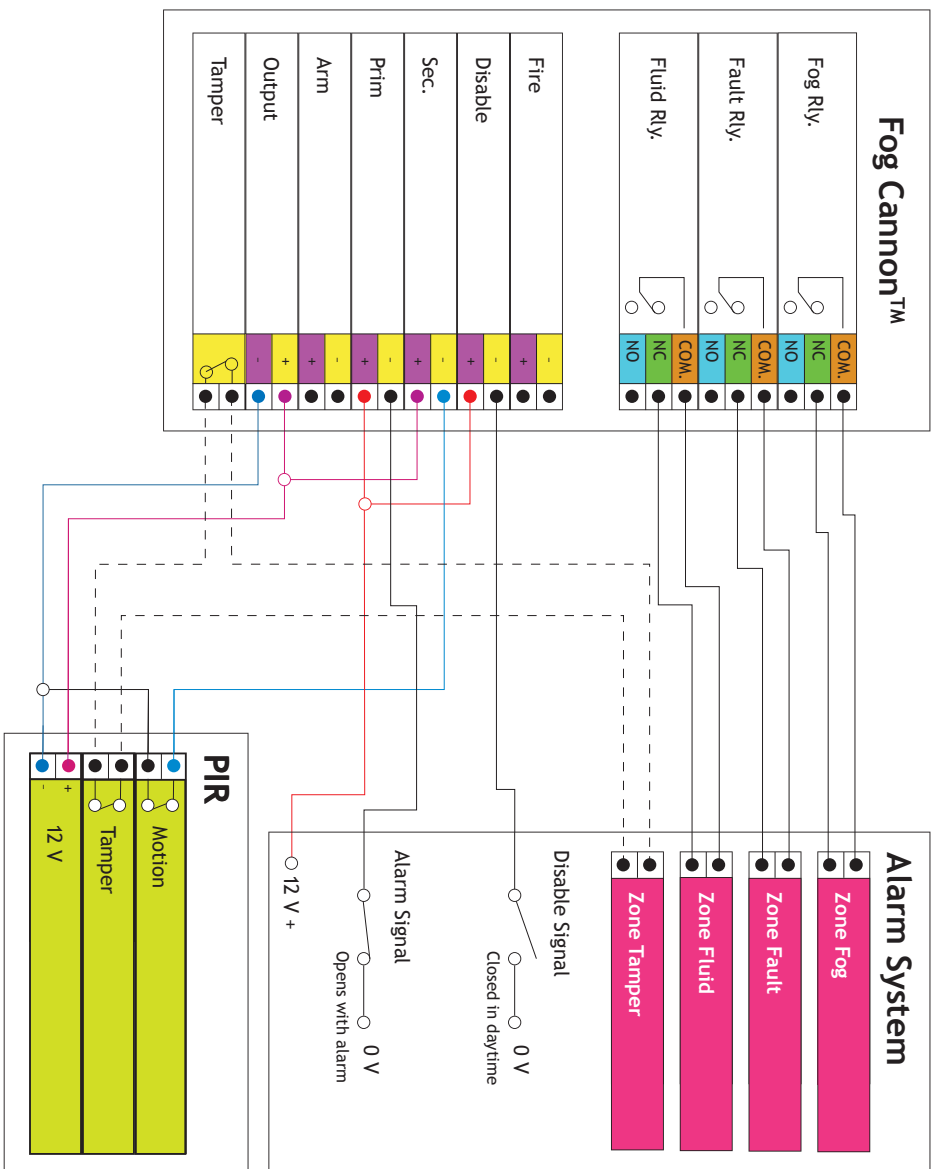 Fog Cannon™
Fog Rly.
COM.
NC
NO
Fault Rly.
COM.
NC
NO
Fluid Rly.
COM.
NC
NO
Fire
-
+
Disable
-
+
Sec.
-
+
Prim
+
Arm
-
+
Output
+
-
Tamper
Alarm System
Zone Fog
Zone Fault
Zone Fluid
Zone Tamper
Disable Signal
Closed in daytime
0 V
Alarm Signal
Opens with alarm
0 V
12 V +
PIR
Motion
Tamper
+
-
12 V